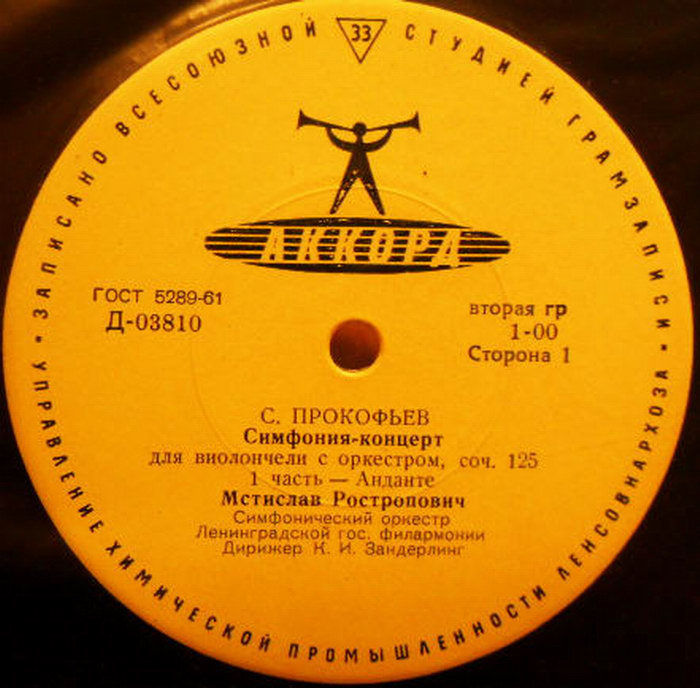 ЗАПИСАНО ВСЕСОЮЗНОЙ 33 СТУДИЕЙ ГРАМЗАПИСИ
АККОРД
ГОСТ 5289-61
Д-03810
вторая гр
1-00
Сторона 1
С. ПРОКОФЬЕВ
Симфония-концерт
для виолончели с оркестром, соч. 125
1 часть — Анданте
Мстислав Ростропович
Симфонический оркестр
Ленинградской гос. филармонии
Дирижер К. И. Зандерлинг
УПРАВЛЕНИЕ ХИМИЧЕСКОЙ ПРОМЫШЛЕННОСТИ ЛЕНСОВНАРХОЗА